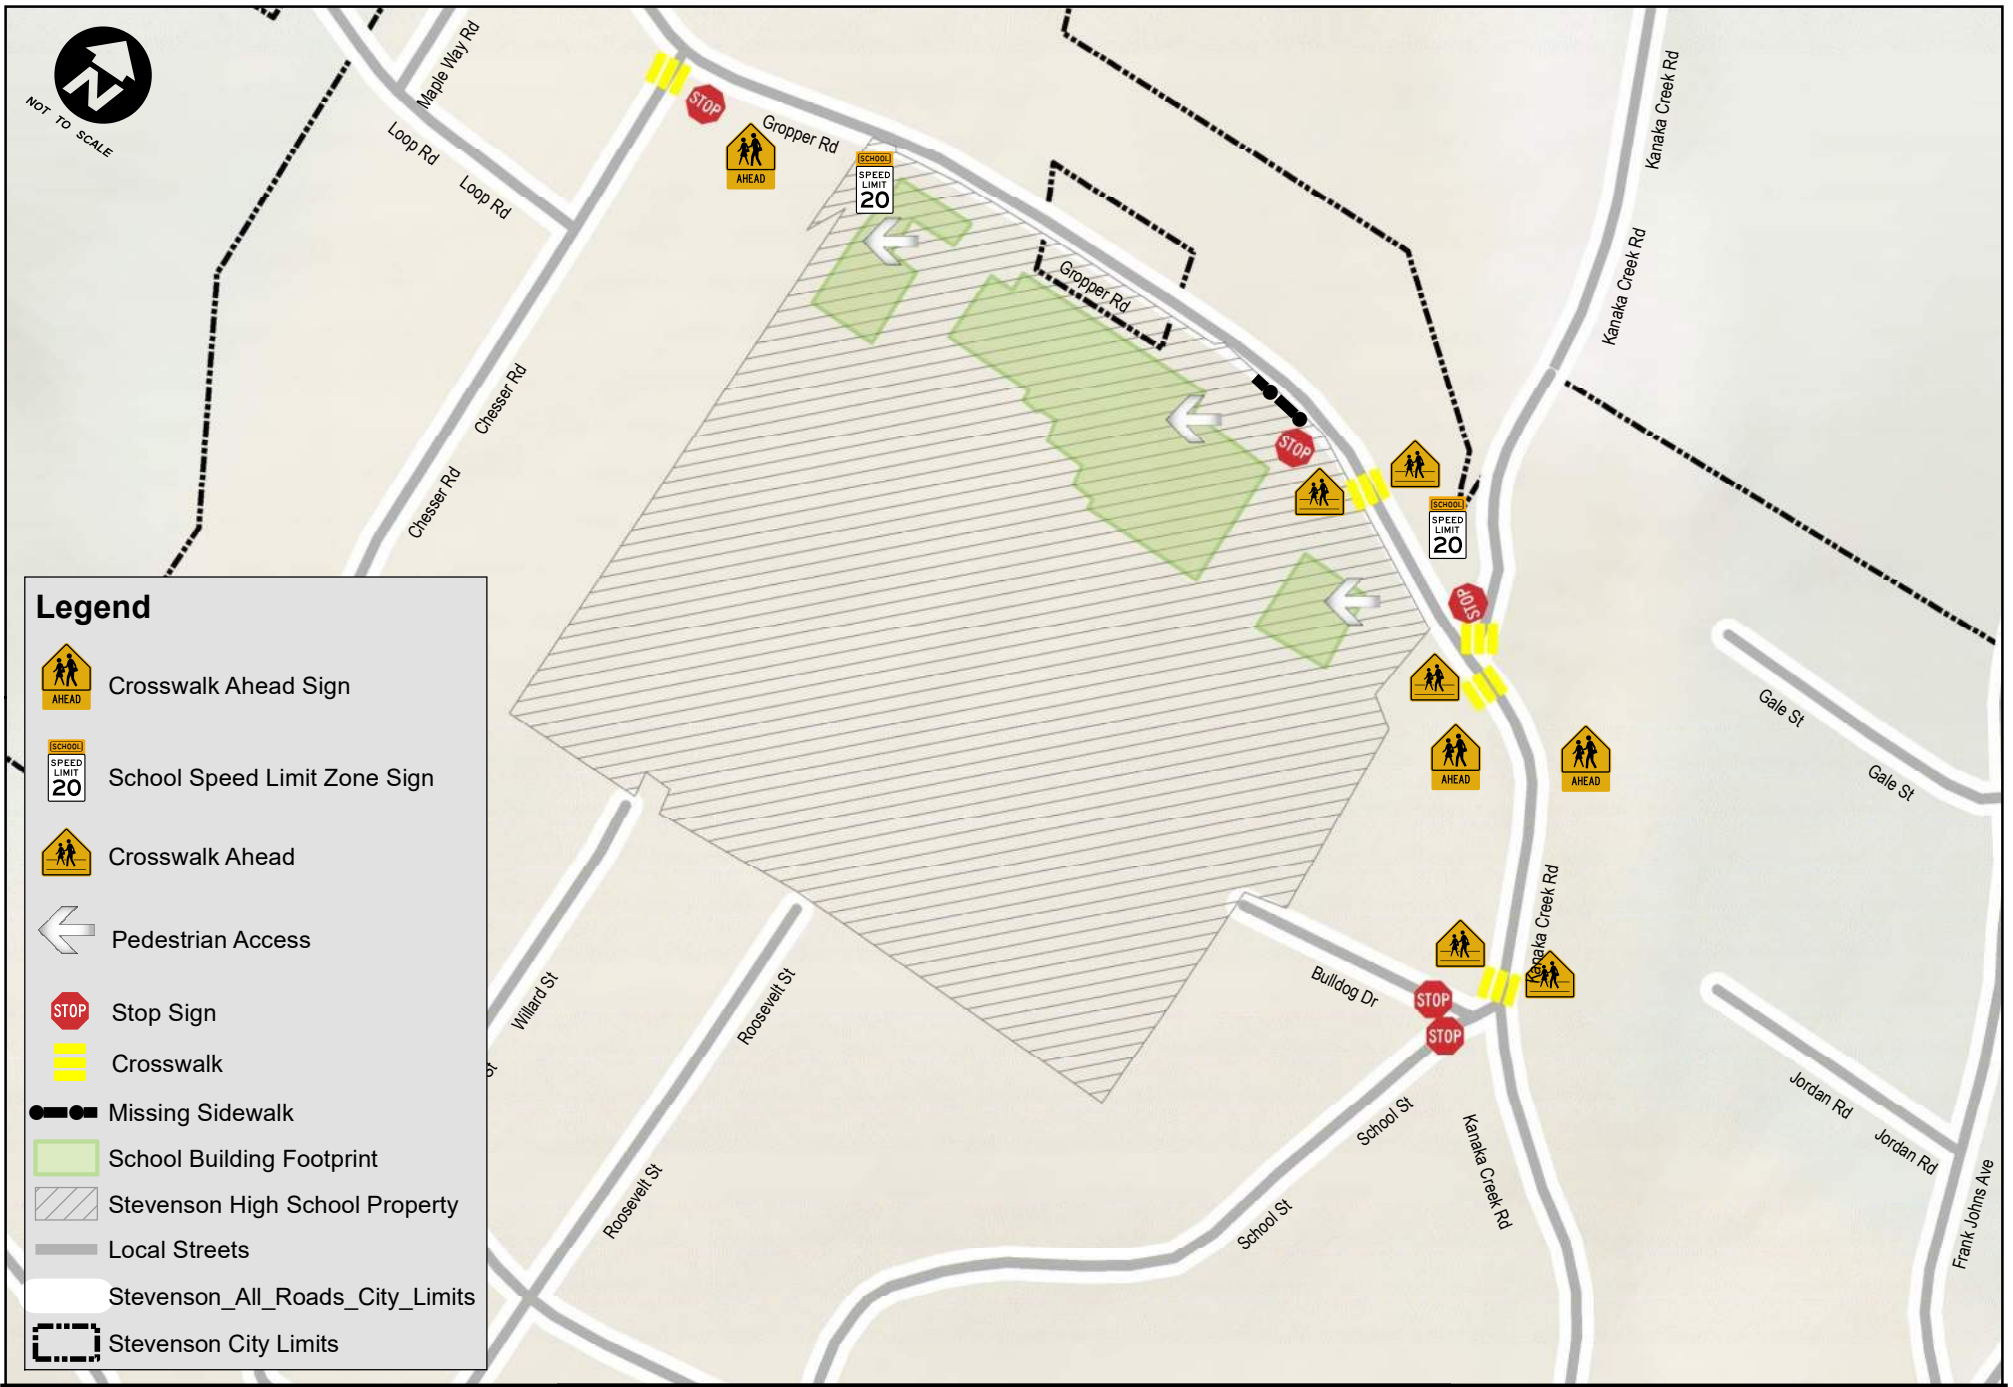 N
NOT TO SCALE
Maple Way Rd
Loop Rd
Loop Rd
STOP
AHEAD
Gropper Rd
SCHOOL
SPEED
LIMIT
20
Gropper Rd
Kanaka Creek Rd
Kanaka Creek Rd
Chesser Rd
Chesser Rd
STOP
SCHOOL
SPEED
LIMIT
20
STOP
AHEAD
AHEAD
Gale St
Gale St
Kanaka Creek Rd
Bulldog Dr
STOP
STOP
School St
School St
Kanaka Creek Rd
Jordan Rd
Jordan Rd
Frank Johns Ave
Willard St
St
Roosevelt St
Roosevelt St
Legend
AHEAD
Crosswalk Ahead Sign
SCHOOL
SPEED
LIMIT
20
School Speed Limit Zone Sign
Crosswalk Ahead
Pedestrian Access
STOP
Stop Sign
Crosswalk
Missing Sidewalk
School Building Footprint
Stevenson High School Property
Local Streets
Stevenson_All_Roads_City_Limits
Stevenson City Limits